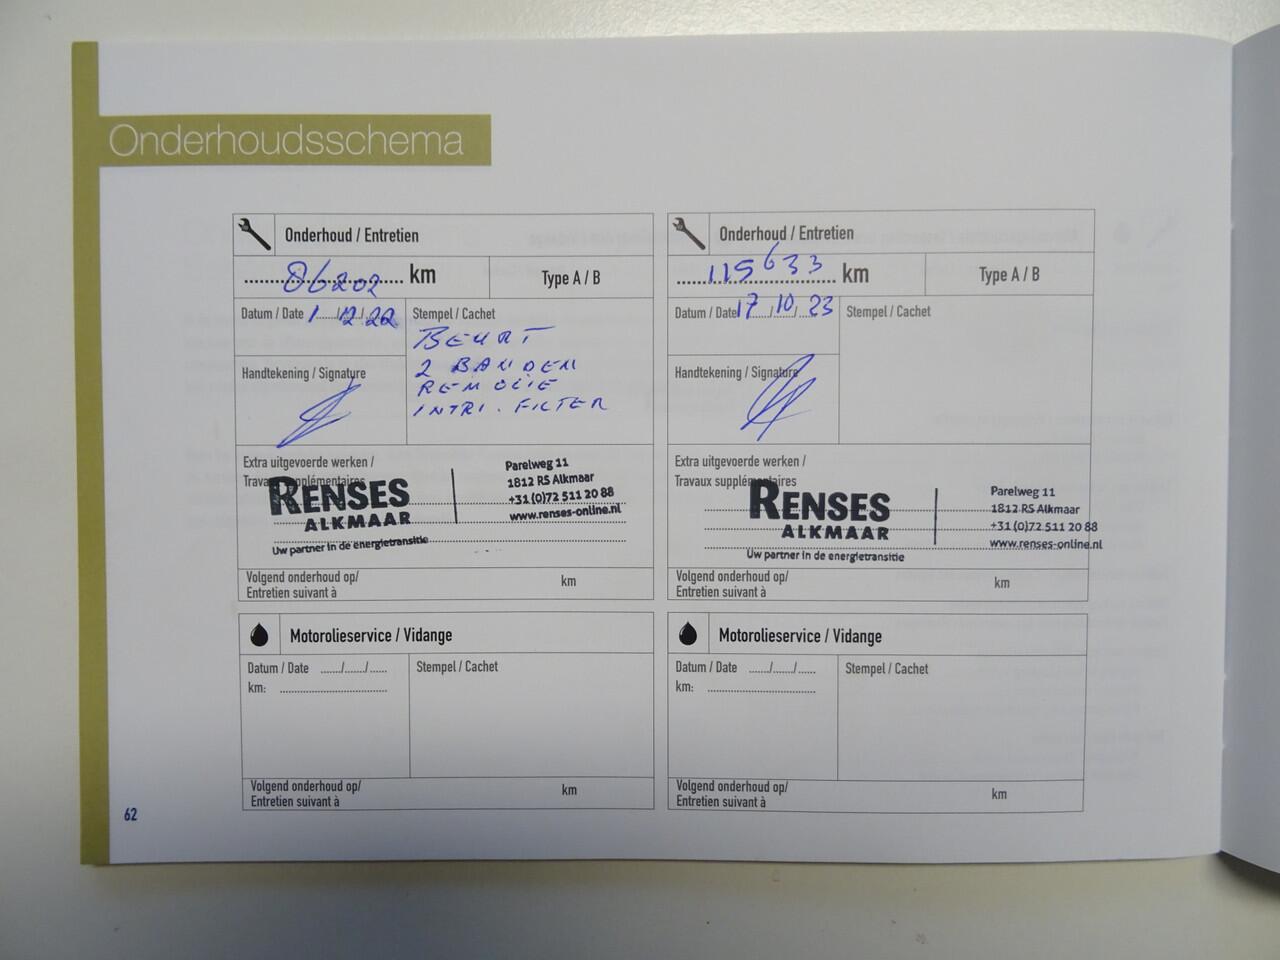 Onderhoudsschema
Onderhoud / Entretien
86202 km
Type A / B
Datum / Date 1 / 12 / 22
Stempel / Cachet
BEURT
2 BANDEN
REMOLIE
INTRI. FILTER
Handtekening / Signature
Extra uitgevoerde werken /
Travaux supplémentaires
RENSES
ALKMAAR
Uw partner in de energietransitie
Parelweg 11
1812 RS Alkmaar
+31 (0)72 511 20 88
www.renses-online.nl
Volgend onderhoud op/
Entretien suivant à
km
Onderhoud / Entretien
115633 km
Type A / B
Datum / Date 17 / 10 / 23
Stempel / Cachet
Handtekening / Signature
Extra uitgevoerde werken /
Travaux supplémentaires
RENSES
ALKMAAR
Uw partner in de energietransitie
Parelweg 11
1812 RS Alkmaar
+31 (0)72 511 20 88
www.renses-online.nl
Volgend onderhoud op/
Entretien suivant à
km
Motorolieservice / Vidange
Datum / Date ....../....../......
km:
Stempel / Cachet
Volgend onderhoud op/
Entretien suivant à
km
Motorolieservice / Vidange
Datum / Date ....../....../......
km:
Stempel / Cachet
Volgend onderhoud op/
Entretien suivant à
km
62